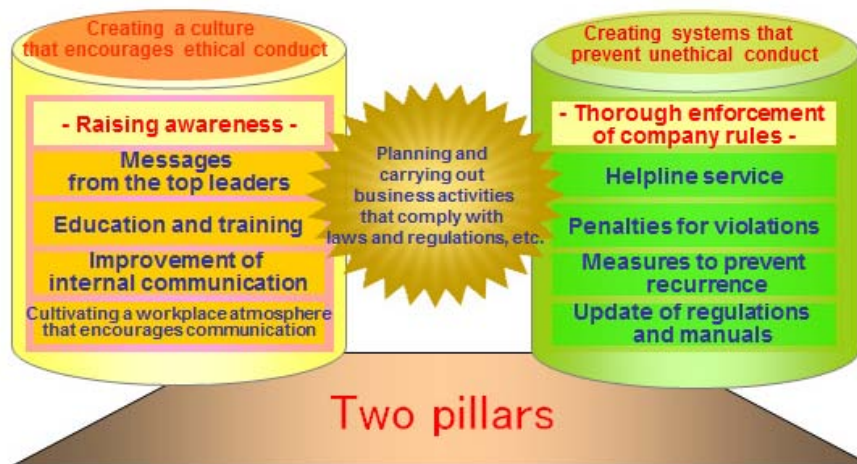 Creating a culture
that encourages ethical conduct
- Raising awareness -
Messages
from the top leaders
Education and training
Improvement of
internal communication
Cultivating a workplace atmosphere
that encourages communication
Planning and
carrying out
business activities
that comply with
laws and regulations, etc.
Creating systems that
prevent unethical conduct
- Thorough enforcement
of company rules -
Helpline service
Penalties for violations
Measures to prevent
recurrence
Update of regulations
and manuals
Two pillars